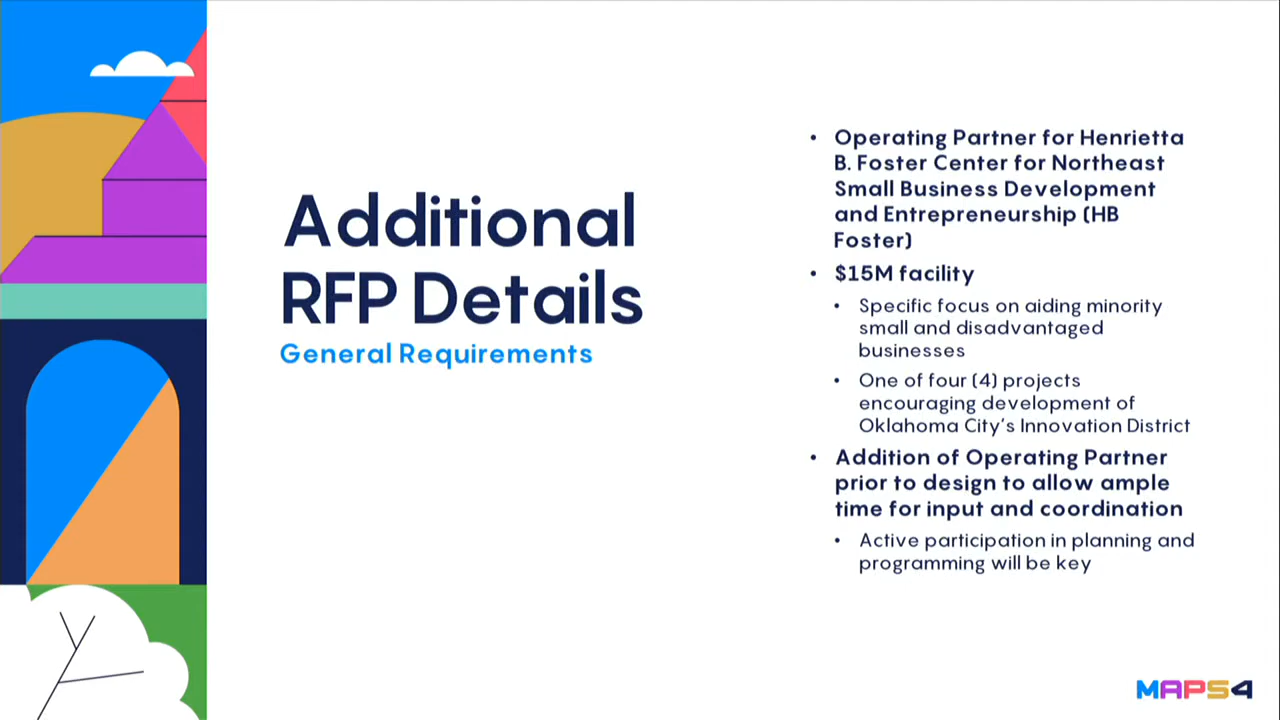 Additional
RFP Details
General Requirements
• Operating Partner for Henrietta
B. Foster Center for Northeast
Small Business Development
and Entrepreneurship (HB
Foster)
• $15M facility
• Specific focus on aiding minority
small and disadvantaged
businesses
• One of four (4) projects
encouraging development of
Oklahoma City's Innovation District
• Addition of Operating Partner
prior to design to allow ample
time for input and coordination
• Active participation in planning and
programming will be key
MAPS4